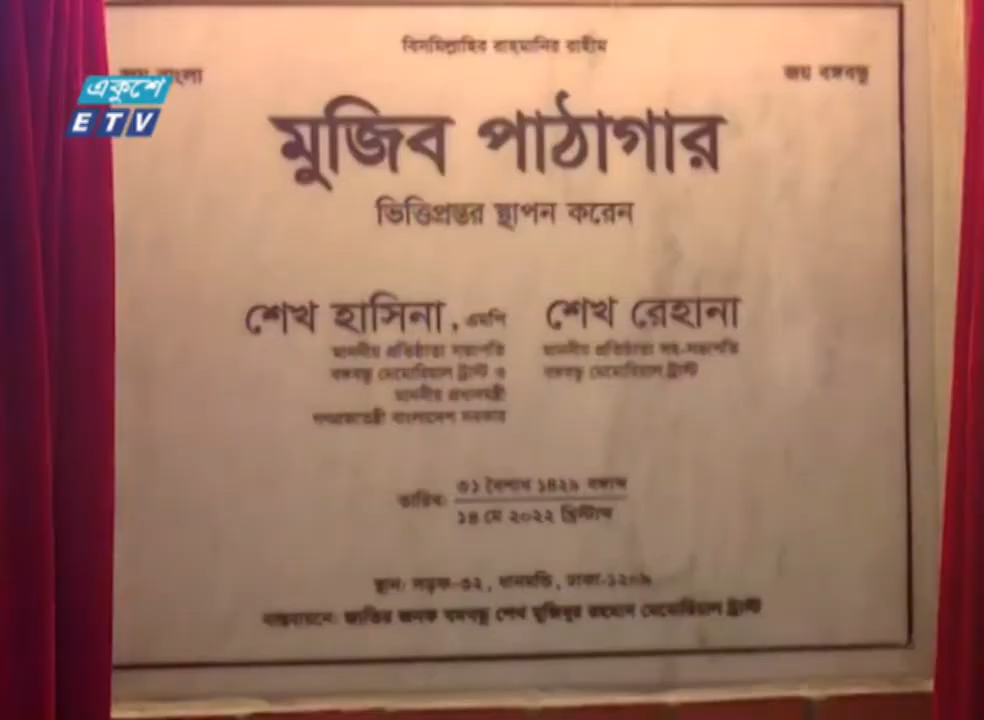 বিসমিল্লাহির রাহমানির রাহীম
বাংলা জয় বঙ্গবন্ধু
একুশে
ETV
মুজিব পাঠাগার
ভিত্তিপ্রস্তর স্থাপন করেন
শেখ হাসিনা, এমপি শেখ রেহানা
মাননীয় প্রতিষ্ঠাতা সভাপতি মাননীয় প্রতিষ্ঠাতা সহ-সভাপতি
বঙ্গবন্ধু মেমোরিয়াল ট্রাস্ট ও বঙ্গবন্ধু মেমোরিয়াল ট্রাস্ট
মাননীয় প্রধানমন্ত্রী
গণপ্রজাতন্ত্রী বাংলাদেশ সরকার
তারিখ: ৩১ বৈশাখ ১৪২৯ বঙ্গাব্দ
১৪ মে ২০২২ খ্রিস্টাব্দ
স্থান: সড়ক-৩২, ধানমন্ডি, ঢাকা-১২০৯
বাস্তবায়নে: জাতির জনক বঙ্গবন্ধু শেখ মুজিবুর রহমান মেমোরিয়াল ট্রাস্ট